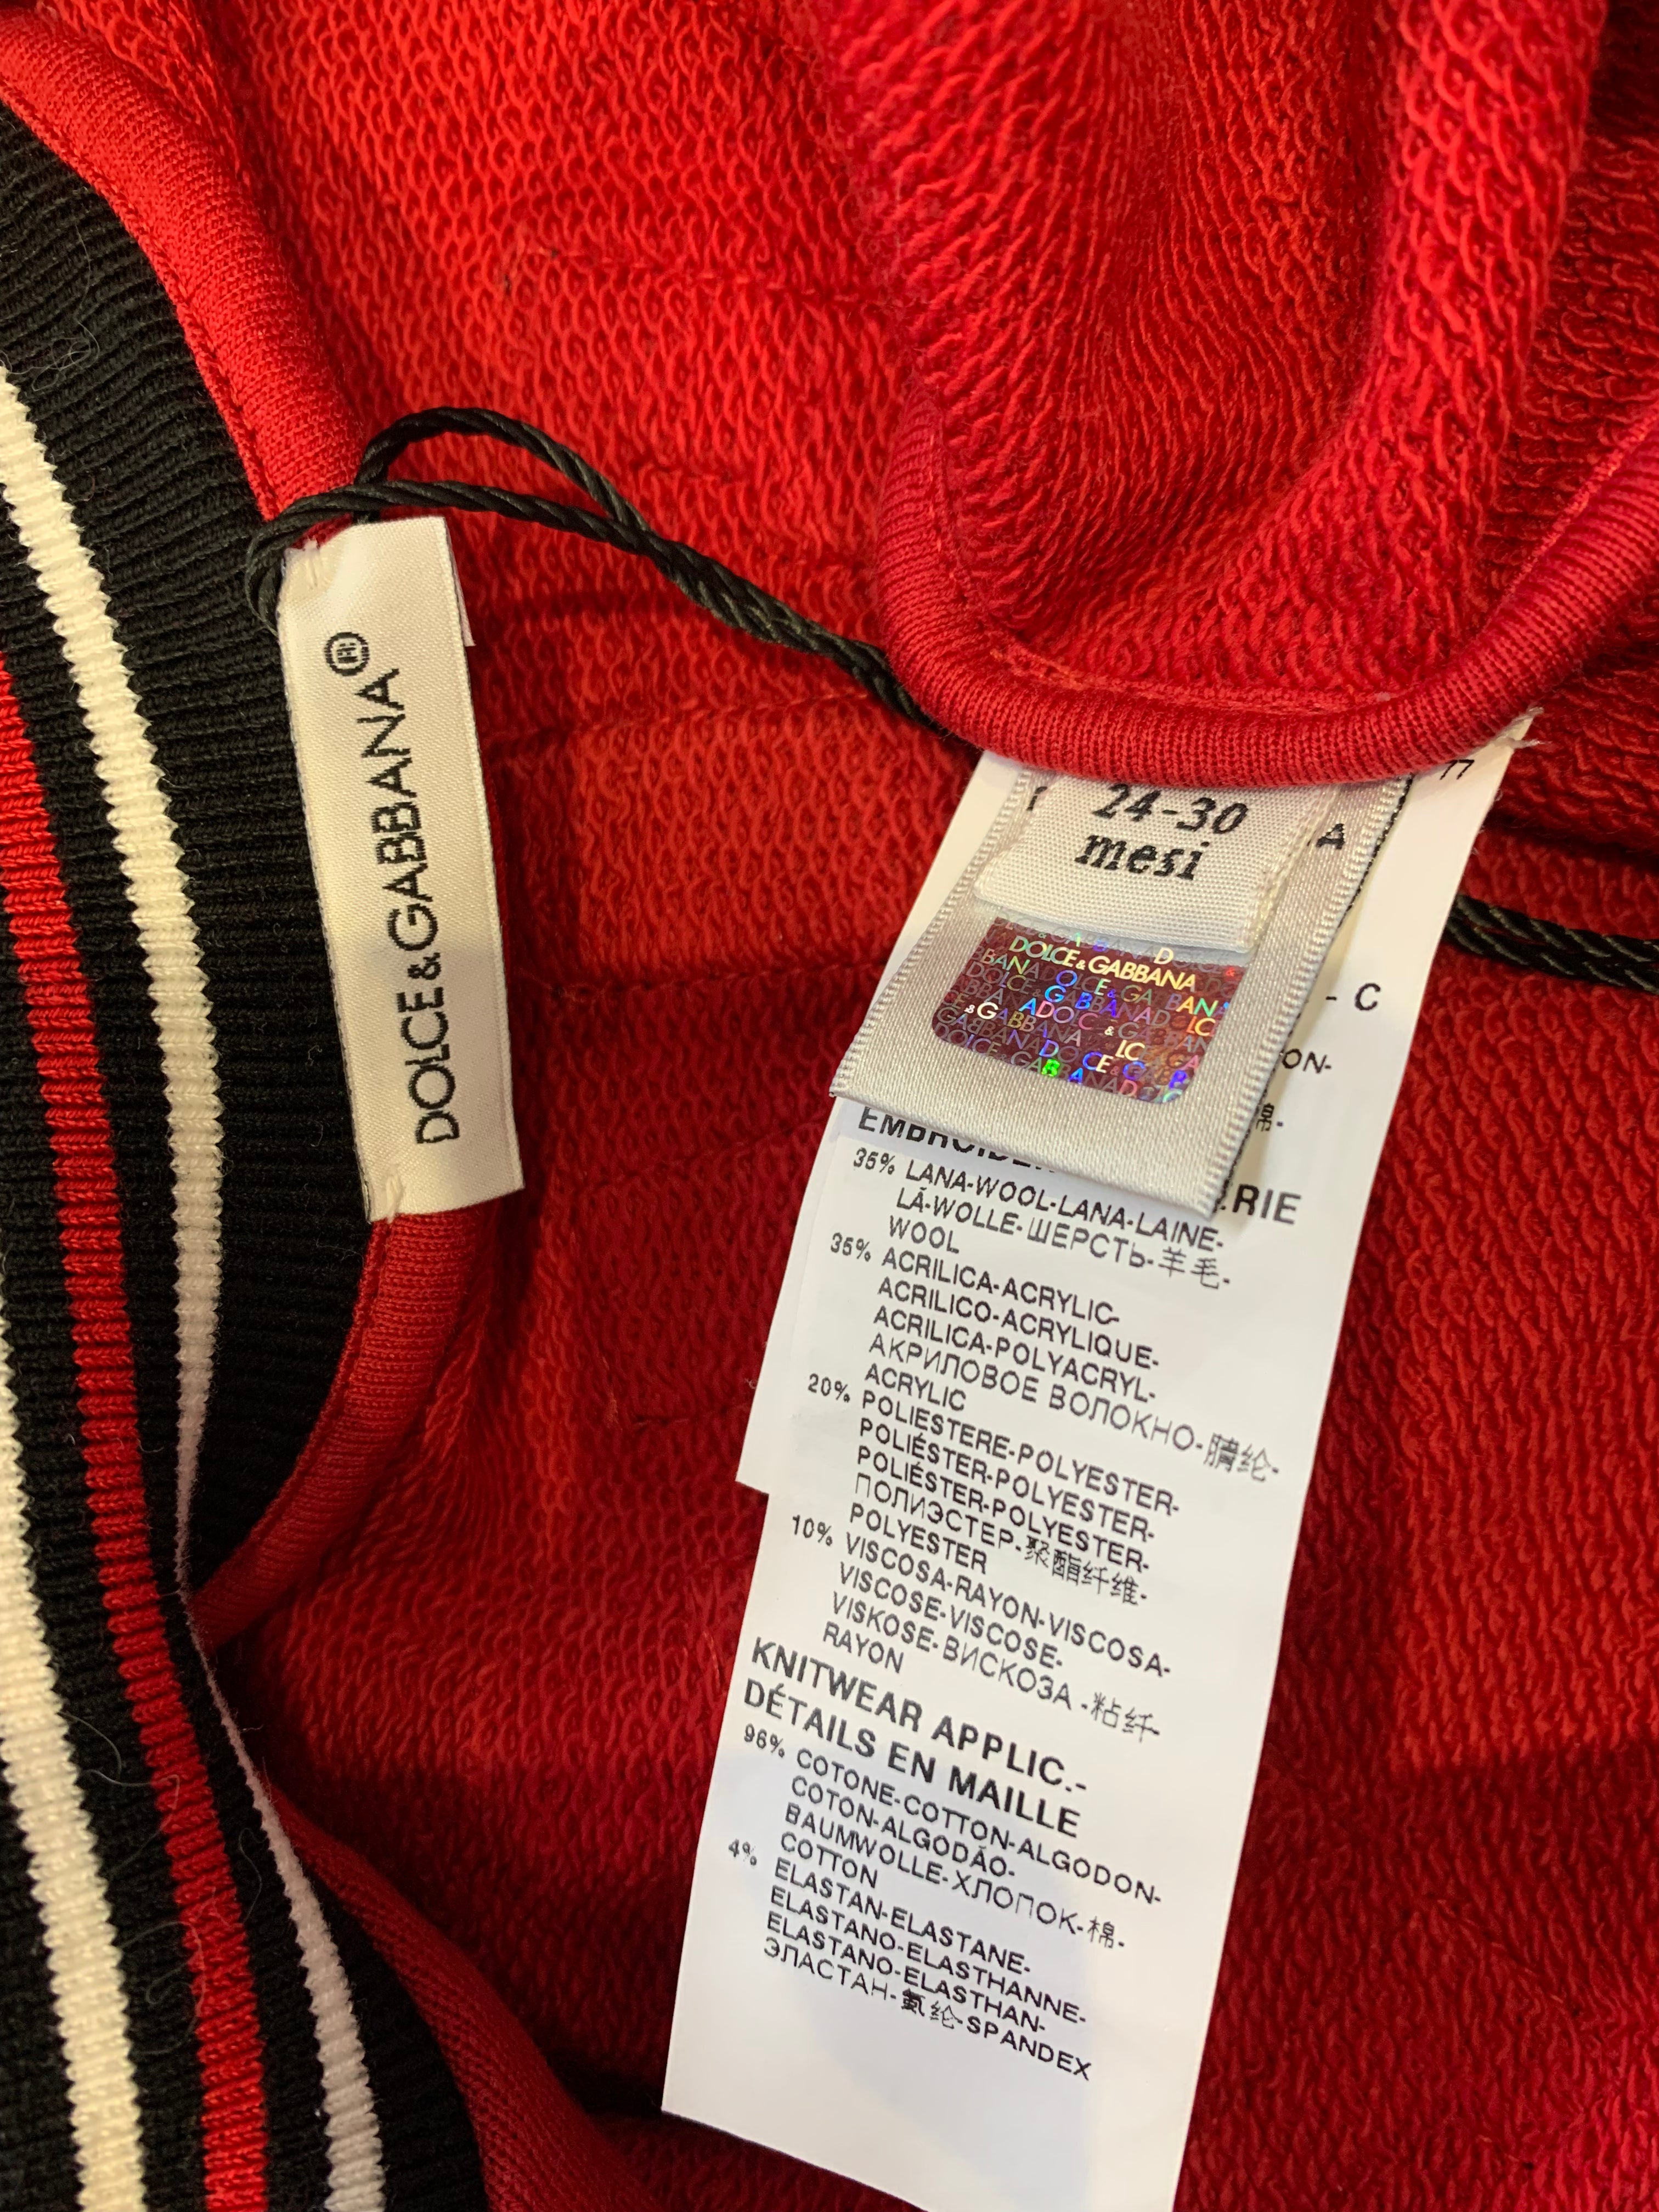 DOLCE&GABBANA®
24-30
mesi
77
A
DOLCE&GABBANA
- C
ON-
棉-
RIE
35% LANA-WOOL-LANA-LAINE-
LÃ-WOLLE-ШЕРСТЬ-羊毛-
WOOL
35% ACRILICA-ACRYLIC-
ACRILICO-ACRYLIQUE-
ACRILICA-POLYACRYL-
АКРИЛОВОЕ ВОЛОКНО-腈纶-
ACRYLIC
20% POLIESTERE-POLYESTER-
POLIÉSTER-POLYESTER-
POLIÉSTER-POLYESTER-
ПОЛИЭСТЕР-聚酯纤维-
POLYESTER
10% VISCOSA-RAYON-VISCOSA-
VISCOSE-VISCOSE-
VISKOSE-ВИСКОЗА -粘纤-
RAYON
KNITWEAR APPLIC.-
DÉTAILS EN MAILLE
96% COTONE-COTTON-ALGODON-
COTON-ALGODÃO-
BAUMWOLLE-ХЛОПОК-棉-
COTTON
4% ELASTAN-ELASTANE-
ELASTANO-ELASTHANNE-
ELASTANO-ELASTHAN-
ЭЛАСТАН-氨纶-SPANDEX